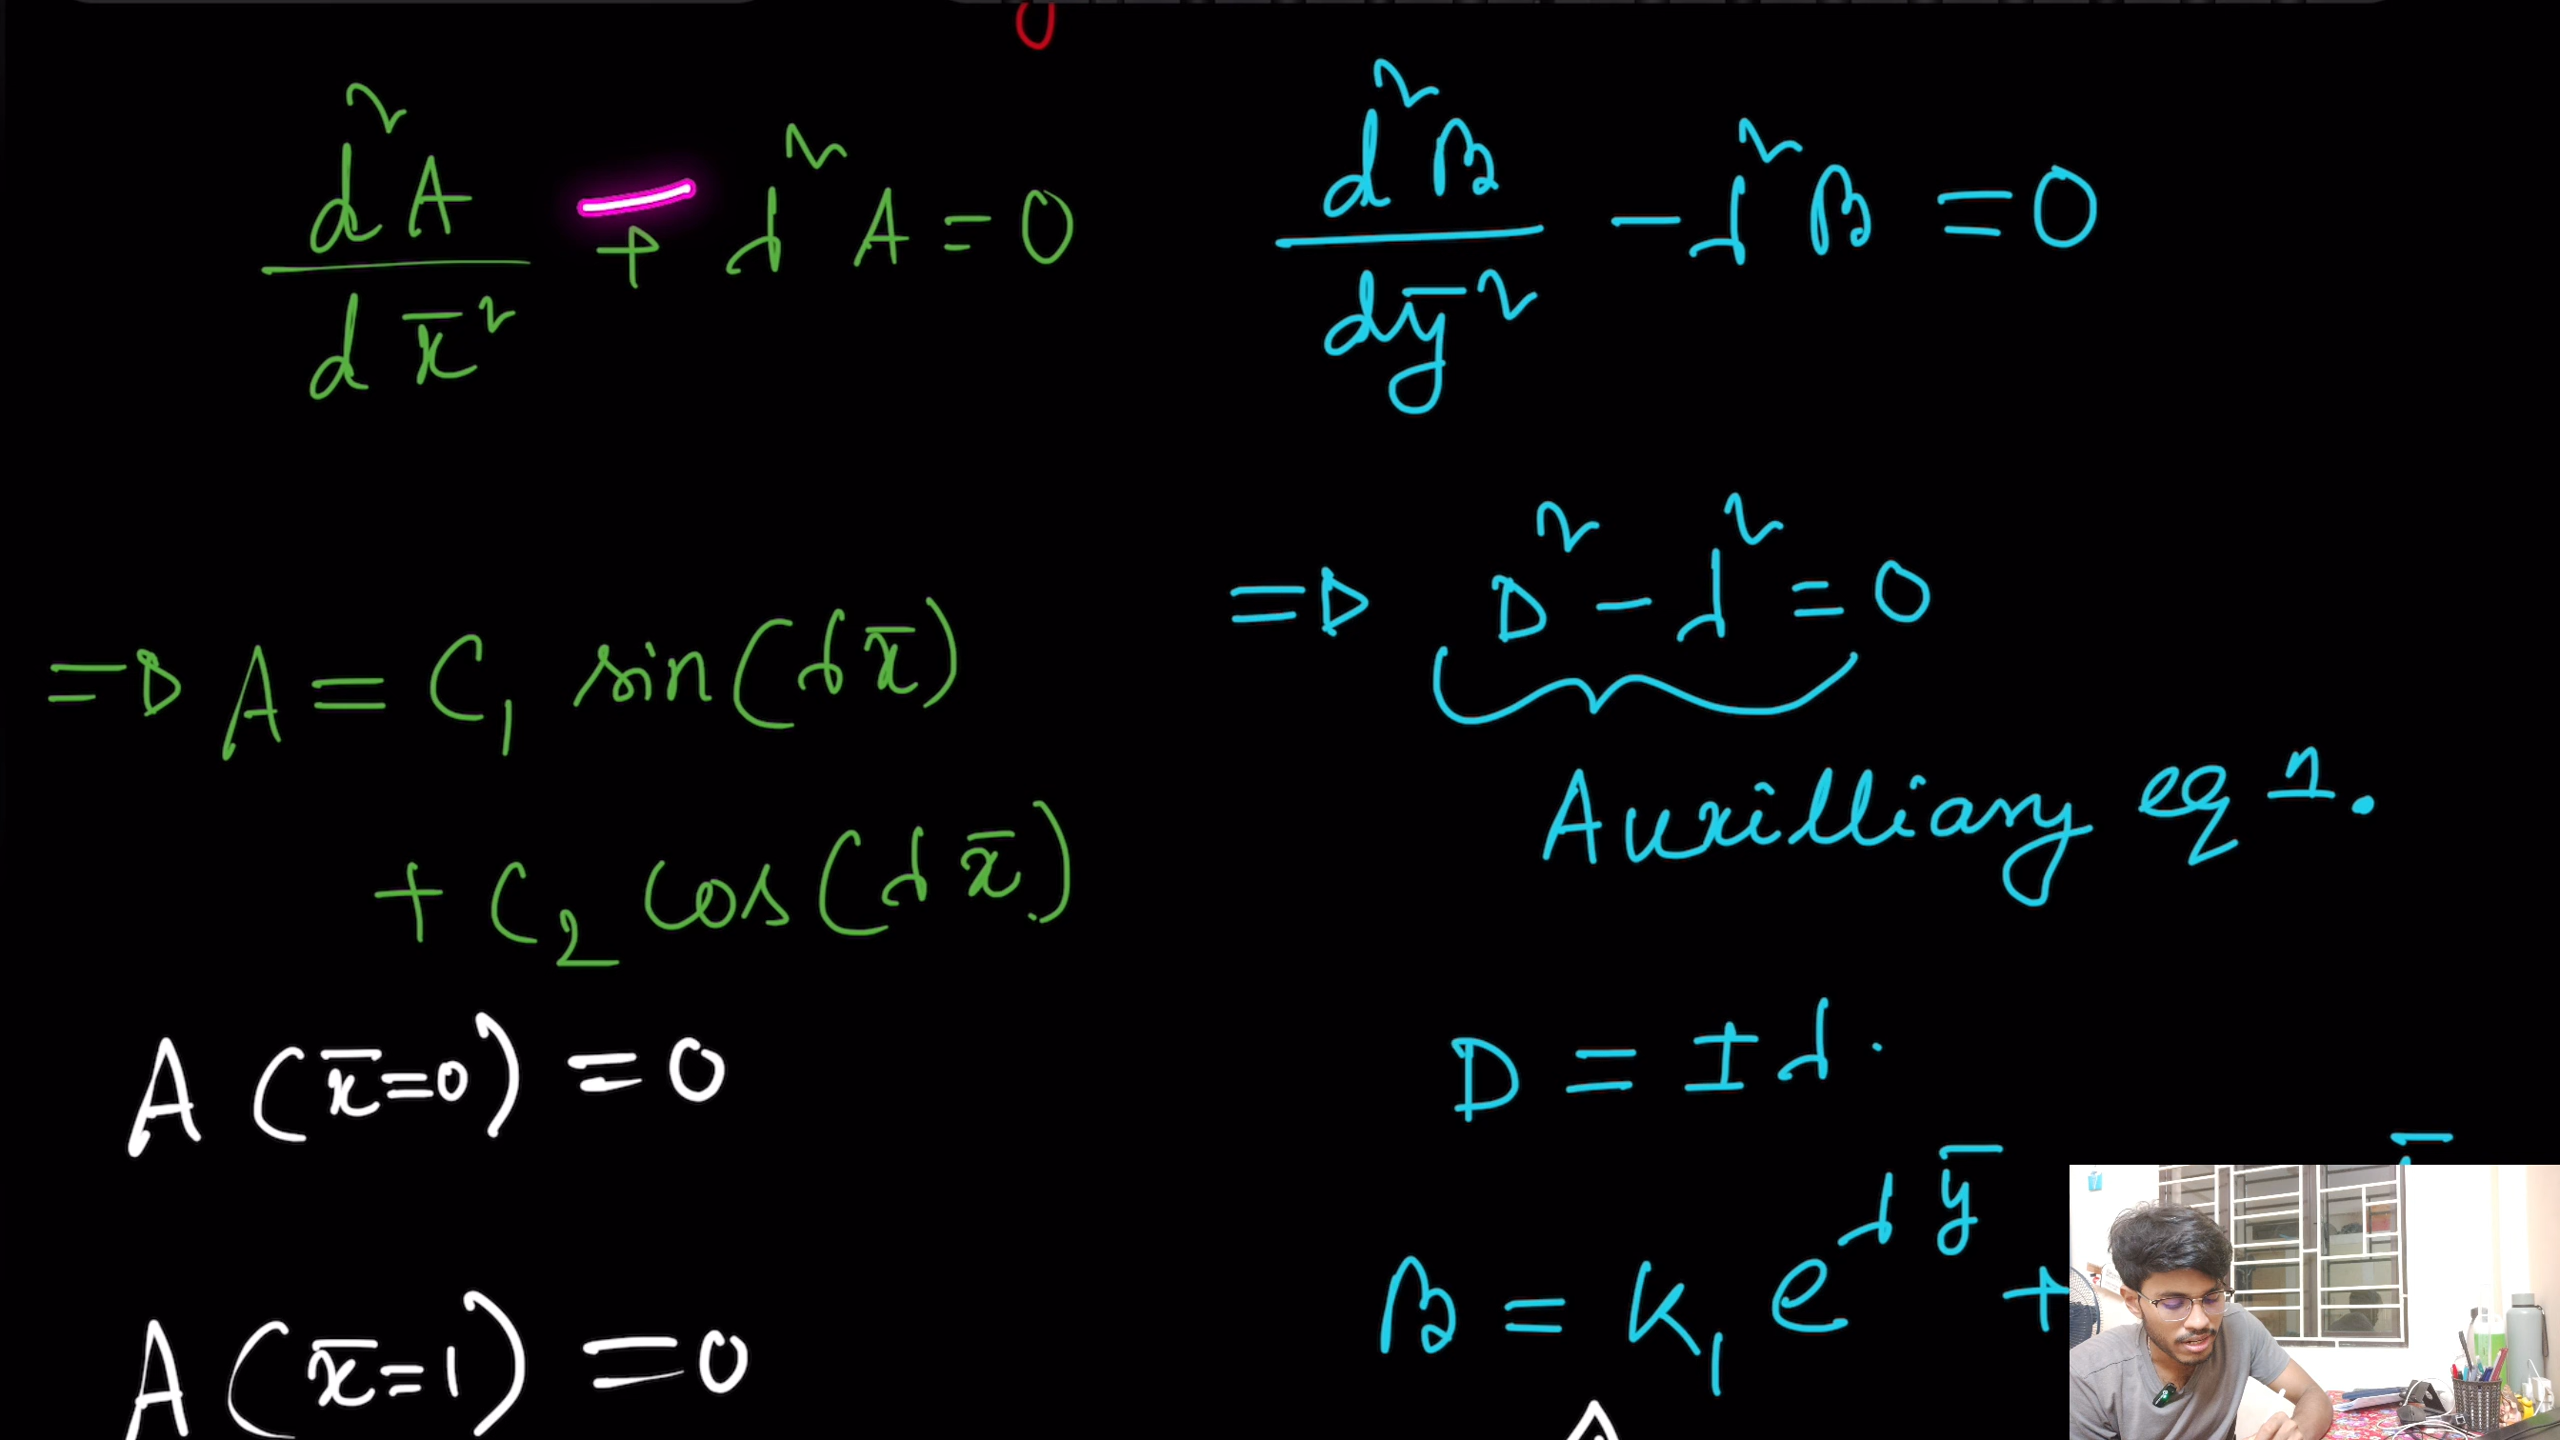 d²A/dx̄² + λ²A = 0
⇒ A = C₁ sin(λx̄)
+ C₂ cos(λx̄)
A(x̄=0) = 0
A(x̄=1) = 0
d²B/dȳ² − λ²B = 0
⇒ D² − λ² = 0
Auxilliary eqⁿ.
D = ±λ.
B = K₁ e^λȳ +